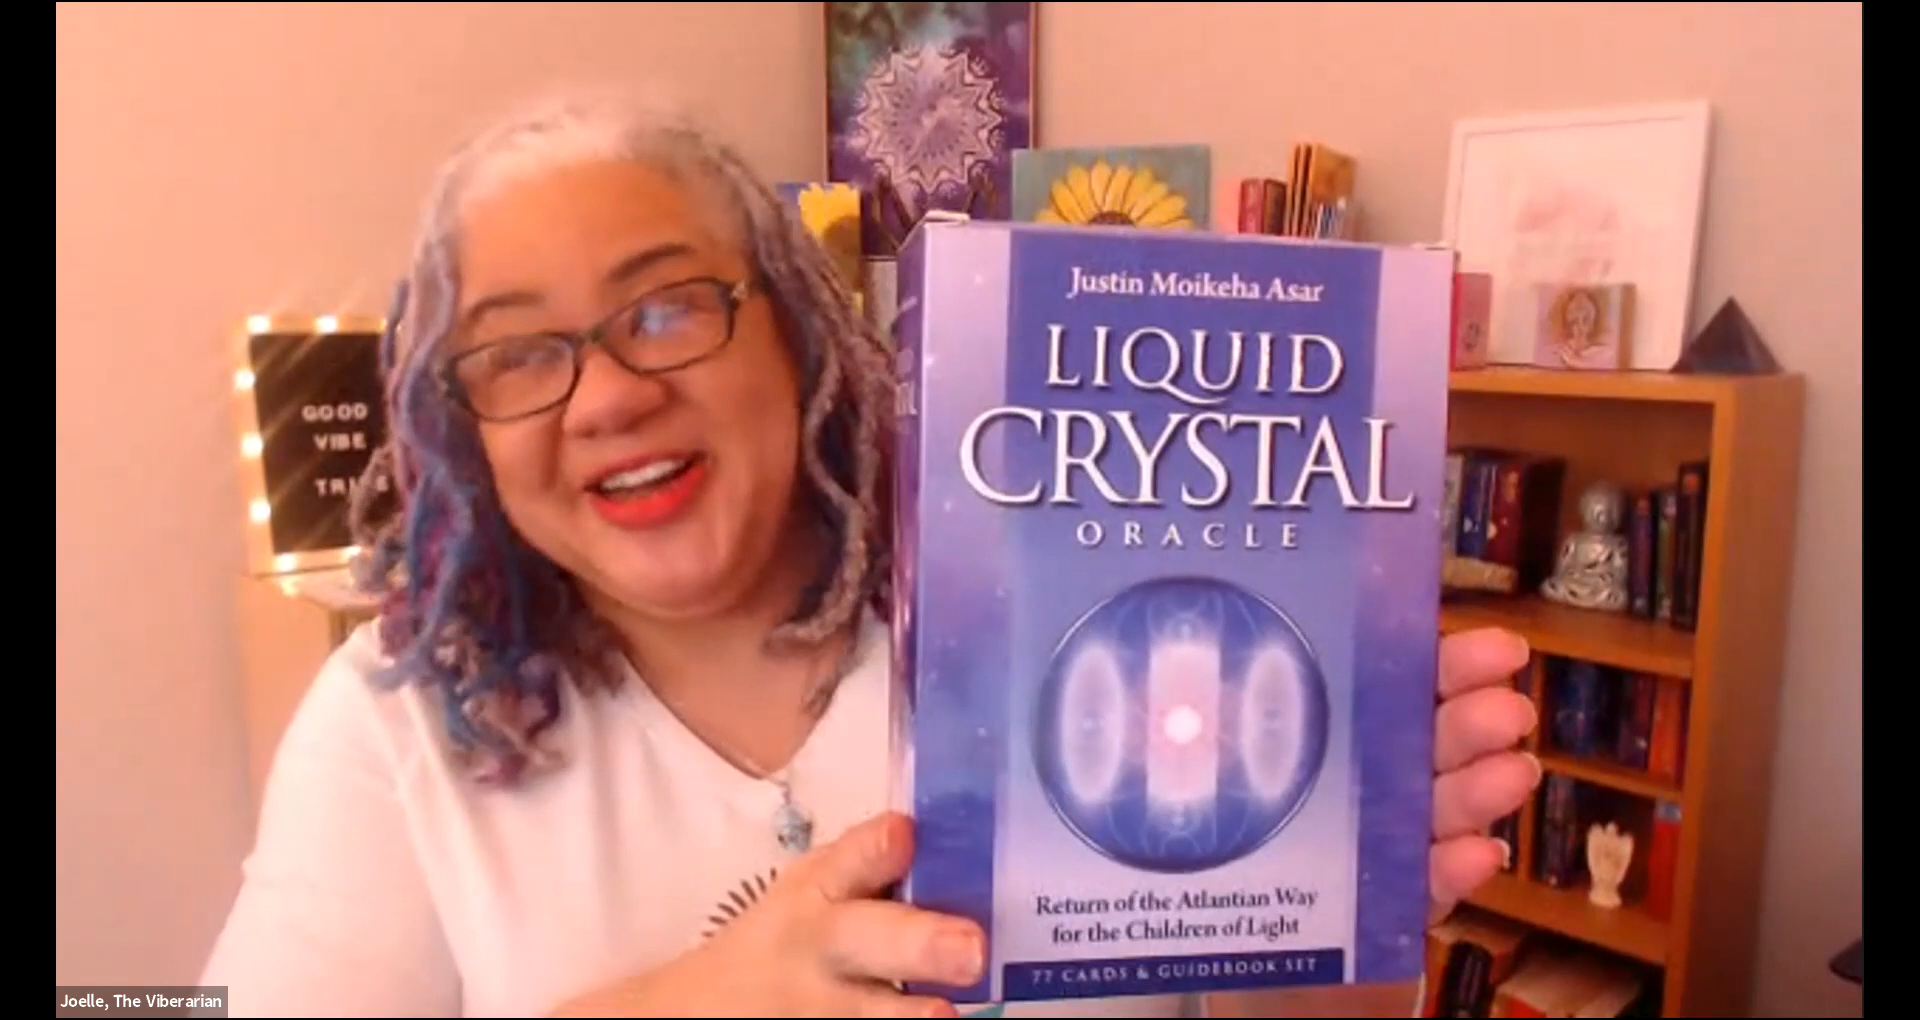 Justin Moikeha Asar
LIQUID
CRYSTAL
ORACLE
Return of the Atlantian Way
for the Children of Light
77 CARDS & GUIDEBOOK SET
GOOD
VIBE
TRIBE
Joelle, The Viberarian